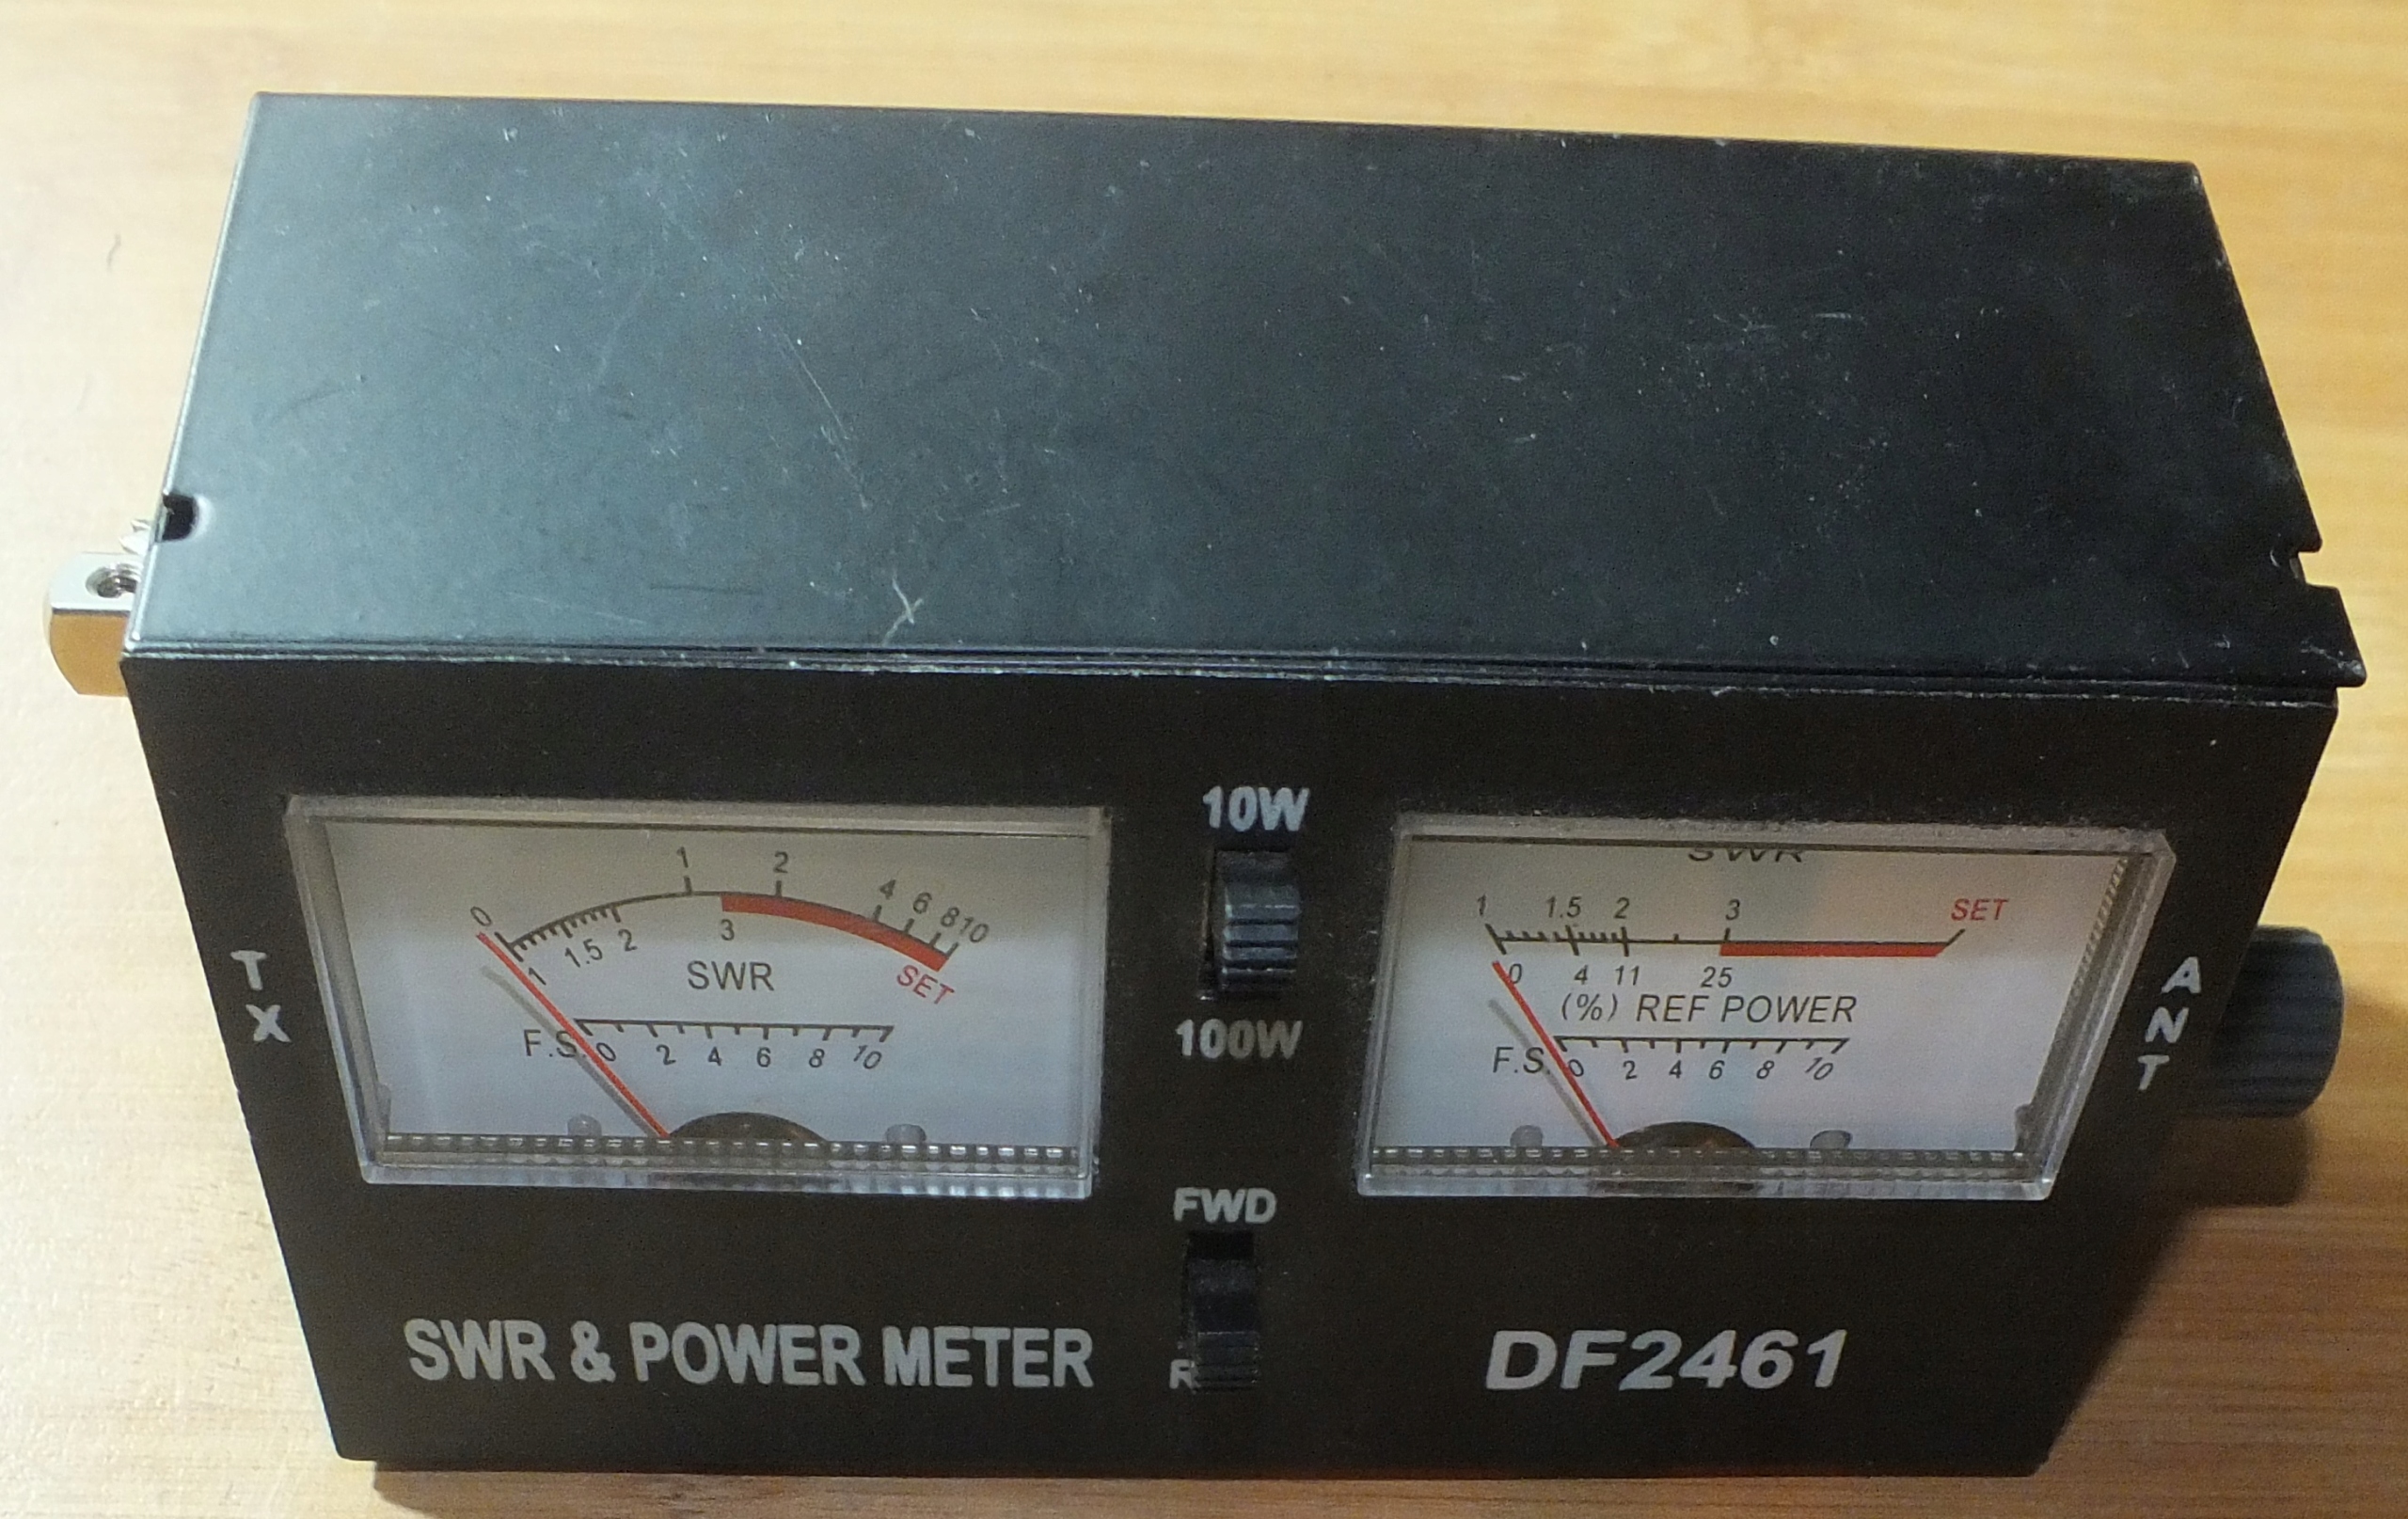 10W
100W
FWD
R
TX
0 1 2 4 6 8 10
1 1.5 2 3 SET
SWR
F.S. 0 2 4 6 8 10
SWR
1 1.5 2 3 SET
0 4 11 25
(%) REF POWER
F.S. 0 2 4 6 8 10
ANT
SWR & POWER METER
DF2461